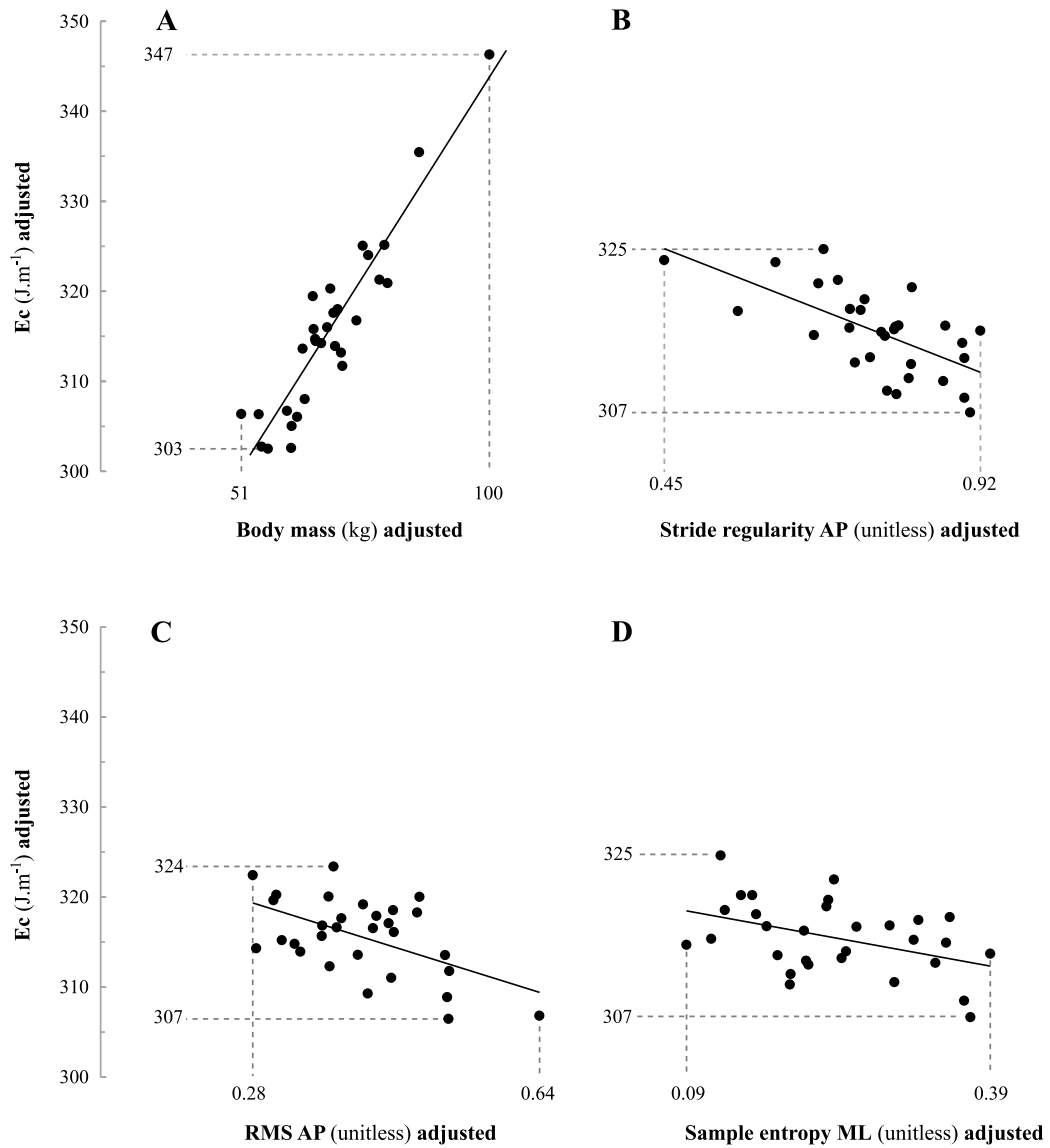 A
B
350
347
340
330
320
310
303
300
325
307
Ec (J.m⁻¹) adjusted
51
100
0.45
0.92
Body mass (kg) adjusted
Stride regularity AP (unitless) adjusted
C
D
350
340
330
324
320
310
307
300
325
307
Ec (J.m⁻¹) adjusted
0.28
0.64
0.09
0.39
RMS AP (unitless) adjusted
Sample entropy ML (unitless) adjusted